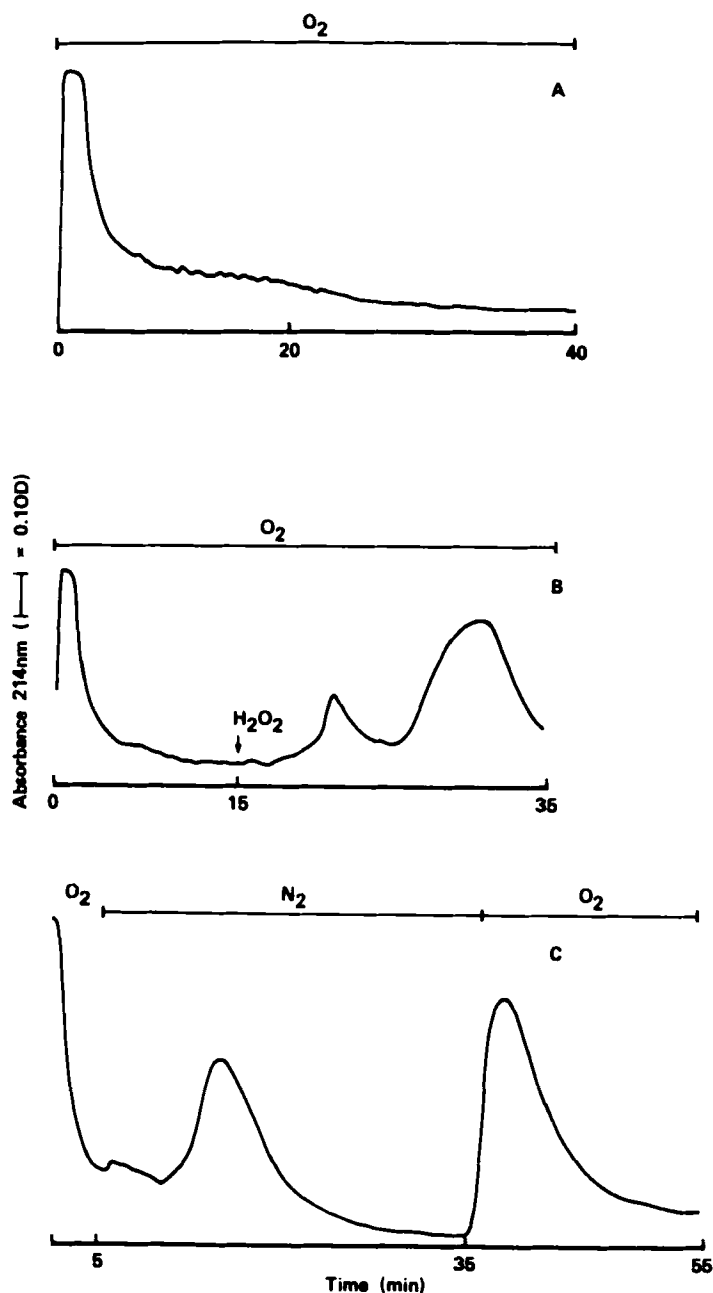 O2
A
0 20 40
Absorbance 214nm (├──┤ = 0.1OD)
O2
B
H2O2
0 15 35
O2 N2 O2
C
5 35 55
Time (min)